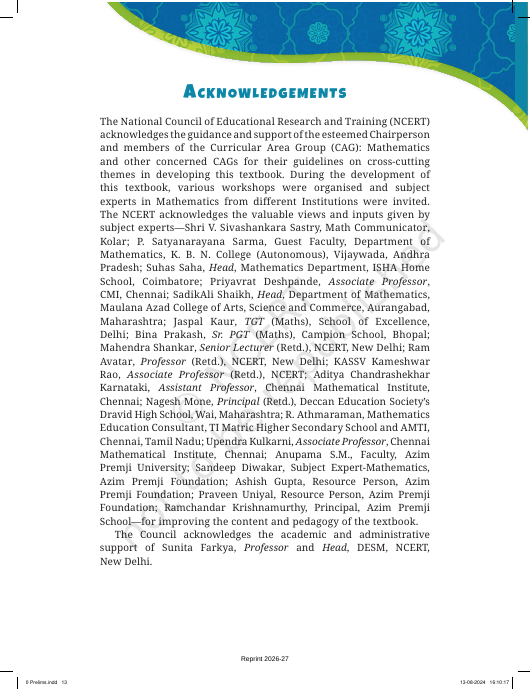 ACKNOWLEDGEMENTS
The National Council of Educational Research and Training (NCERT)
acknowledges the guidance and support of the esteemed Chairperson
and members of the Curricular Area Group (CAG): Mathematics
and other concerned CAGs for their guidelines on cross-cutting
themes in developing this textbook. During the development of
this textbook, various workshops were organised and subject
experts in Mathematics from different Institutions were invited.
The NCERT acknowledges the valuable views and inputs given by
subject experts—Shri V. Sivashankara Sastry, Math Communicator,
Kolar; P. Satyanarayana Sarma, Guest Faculty, Department of
Mathematics, K. B. N. College (Autonomous), Vijaywada, Andhra
Pradesh; Suhas Saha, Head, Mathematics Department, ISHA Home
School, Coimbatore; Priyavrat Deshpande, Associate Professor,
CMI, Chennai; SadikAli Shaikh, Head, Department of Mathematics,
Maulana Azad College of Arts, Science and Commerce, Aurangabad,
Maharashtra; Jaspal Kaur, TGT (Maths), School of Excellence,
Delhi; Bina Prakash, Sr. PGT (Maths), Campion School, Bhopal;
Mahendra Shankar, Senior Lecturer (Retd.), NCERT, New Delhi; Ram
Avatar, Professor (Retd.), NCERT, New Delhi; KASSV Kameshwar
Rao, Associate Professor (Retd.), NCERT; Aditya Chandrashekhar
Karnataki, Assistant Professor, Chennai Mathematical Institute,
Chennai; Nagesh Mone, Principal (Retd.), Deccan Education Society’s
Dravid High School, Wai, Maharashtra; R. Athmaraman, Mathematics
Education Consultant, TI Matric Higher Secondary School and AMTI,
Chennai, Tamil Nadu; Upendra Kulkarni, Associate Professor, Chennai
Mathematical Institute, Chennai; Anupama S.M., Faculty, Azim
Premji University; Sandeep Diwakar, Subject Expert-Mathematics,
Azim Premji Foundation; Ashish Gupta, Resource Person, Azim
Premji Foundation; Praveen Uniyal, Resource Person, Azim Premji
Foundation; Ramchandar Krishnamurthy, Principal, Azim Premji
School—for improving the content and pedagogy of the textbook.
The Council acknowledges the academic and administrative
support of Sunita Farkya, Professor and Head, DESM, NCERT,
New Delhi.
Reprint 2026-27
0 Prelims.indd 13
13-08-2024 16:10:17